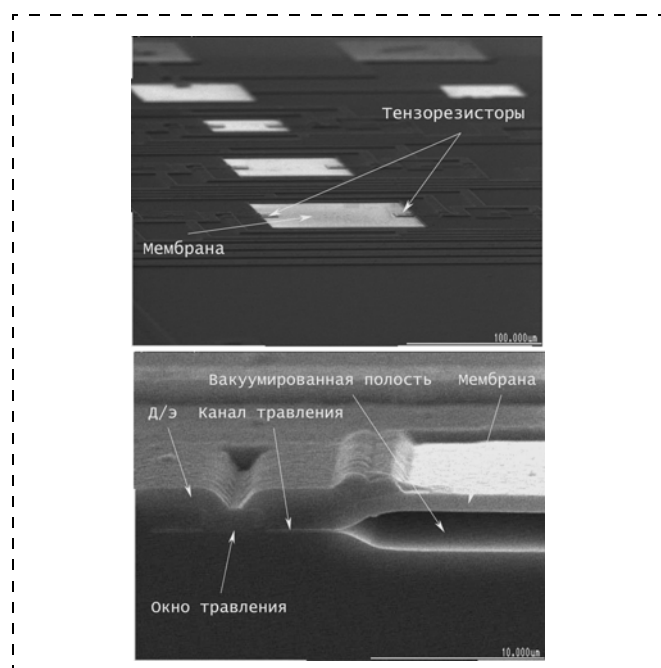 Тензорезисторы
Мембрана
100.000um
Вакуумированная полость Мембрана
Д/э Канал травления
Окно травления
10.000um